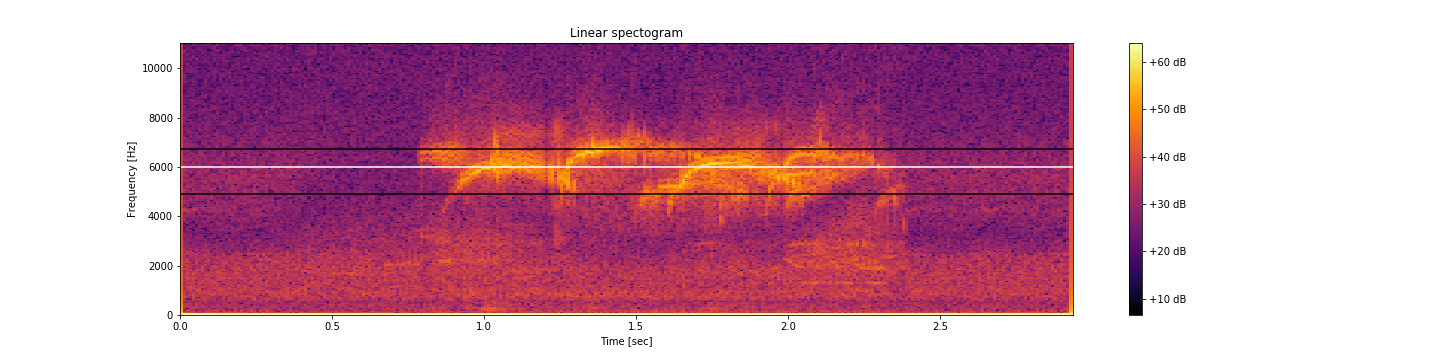 Linear spectogram
10000
8000
6000
4000
2000
0
Frequency [Hz]
0.0 0.5 1.0 1.5 2.0 2.5
Time [sec]
+60 dB
+50 dB
+40 dB
+30 dB
+20 dB
+10 dB